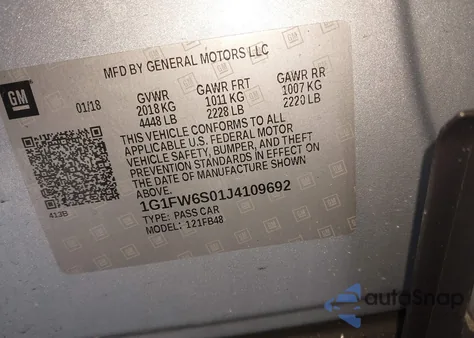 MFD BY GENERAL MOTORS LLC
GM
01/18
GVWR GAWR FRT GAWR RR
2018 KG 1011 KG 1007 KG
4448 LB 2228 LB 2220 LB
THIS VEHICLE CONFORMS TO ALL
APPLICABLE U.S. FEDERAL MOTOR
VEHICLE SAFETY, BUMPER, AND THEFT
PREVENTION STANDARDS IN EFFECT ON
THE DATE OF MANUFACTURE SHOWN
ABOVE.
413B
1G1FW6S01J4109692
TYPE: PASS CAR
MODEL: 121FB48
autoSnap